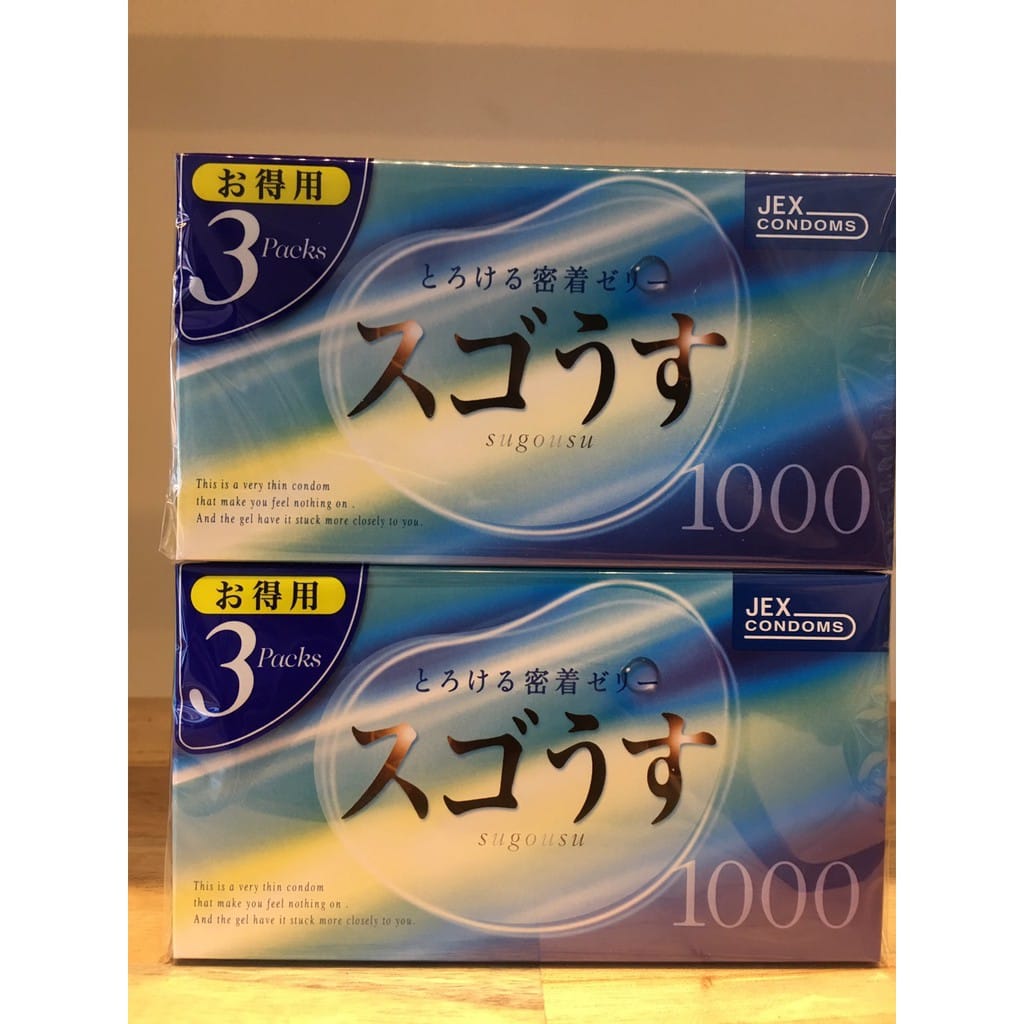 お得用
3 Packs
JEX
CONDOMS
とろける密着ゼリー
スゴうす
sugousu
This is a very thin condom
that make you feel nothing on .
And the gel have it stuck more closely to you.
1000
お得用
3 Packs
JEX
CONDOMS
とろける密着ゼリー
スゴうす
sugousu
This is a very thin condom
that make you feel nothing on .
And the gel have it stuck more closely to you.
1000